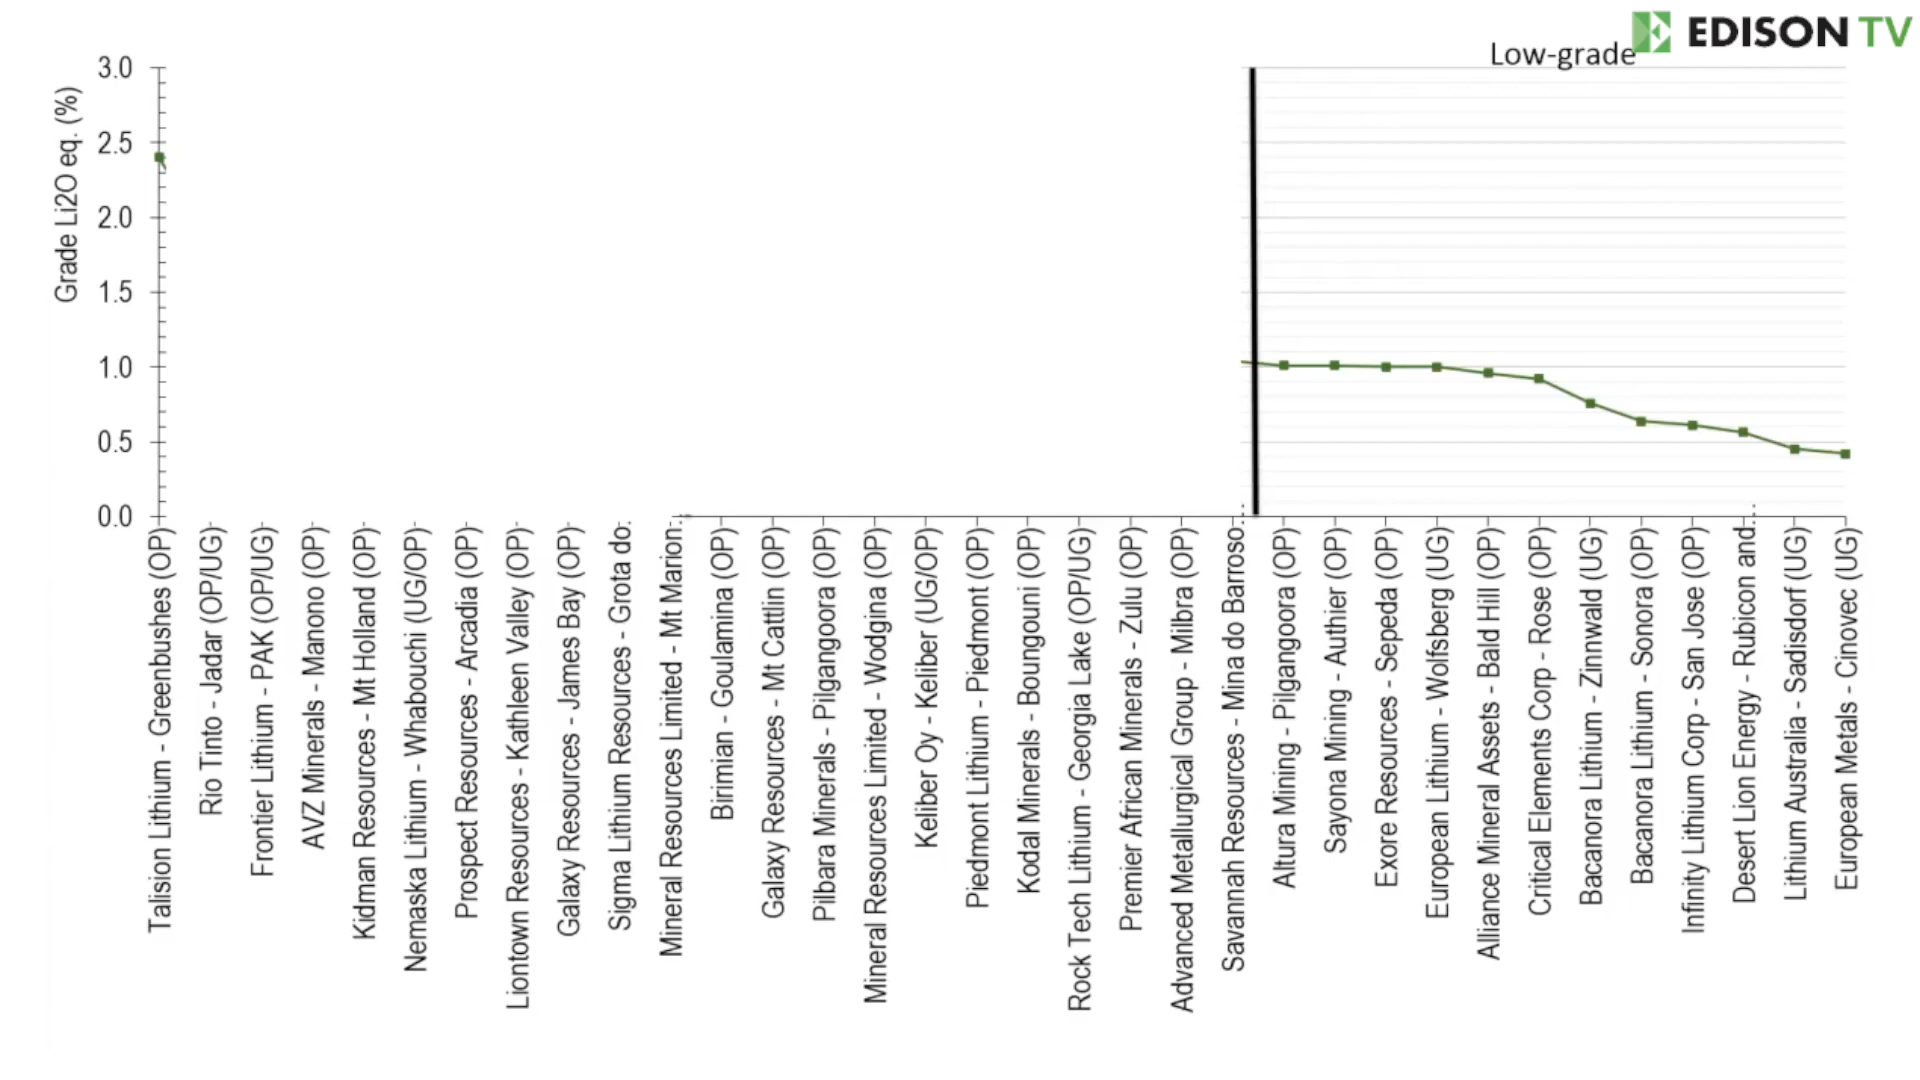 EDISON TV
Low-grade
Grade Li2O eq. (%)
3.0
2.5
2.0
1.5
1.0
0.5
0.0
Talision Lithium - Greenbushes (OP)
Rio Tinto - Jadar (OP/UG)
Frontier Lithium - PAK (OP/UG)
AVZ Minerals - Manono (OP)
Kidman Resources - Mt Holland (OP)
Nemaska Lithium - Whabouchi (UG/OP)
Prospect Resources - Arcadia (OP)
Liontown Resources - Kathleen Valley (OP)
Galaxy Resources - James Bay (OP)
Sigma Lithium Resources - Grota do...
Mineral Resources Limited - Mt Marion...
Birimian - Goulamina (OP)
Galaxy Resources - Mt Cattlin (OP)
Pilbara Minerals - Pilgangoora (OP)
Mineral Resources Limited - Wodgina (OP)
Keliber Oy - Keliber (UG/OP)
Piedmont Lithium - Piedmont (OP)
Kodal Minerals - Boungouni (OP)
Rock Tech Lithium - Georgia Lake (OP/UG)
Premier African Minerals - Zulu (OP)
Advanced Metallurgical Group - Milbra (OP)
Savannah Resources - Mina do Barroso...
Altura Mining - Pilgangoora (OP)
Sayona Mining - Authier (OP)
Exore Resources - Sepeda (OP)
European Lithium - Wolfsberg (UG)
Alliance Mineral Assets - Bald Hill (OP)
Critical Elements Corp - Rose (OP)
Bacanora Lithium - Zinnwald (UG)
Bacanora Lithium - Sonora (OP)
Infinity Lithium Corp - San Jose (OP)
Desert Lion Energy - Rubicon and...
Lithium Australia - Sadisdorf (UG)
European Metals - Cinovec (UG)